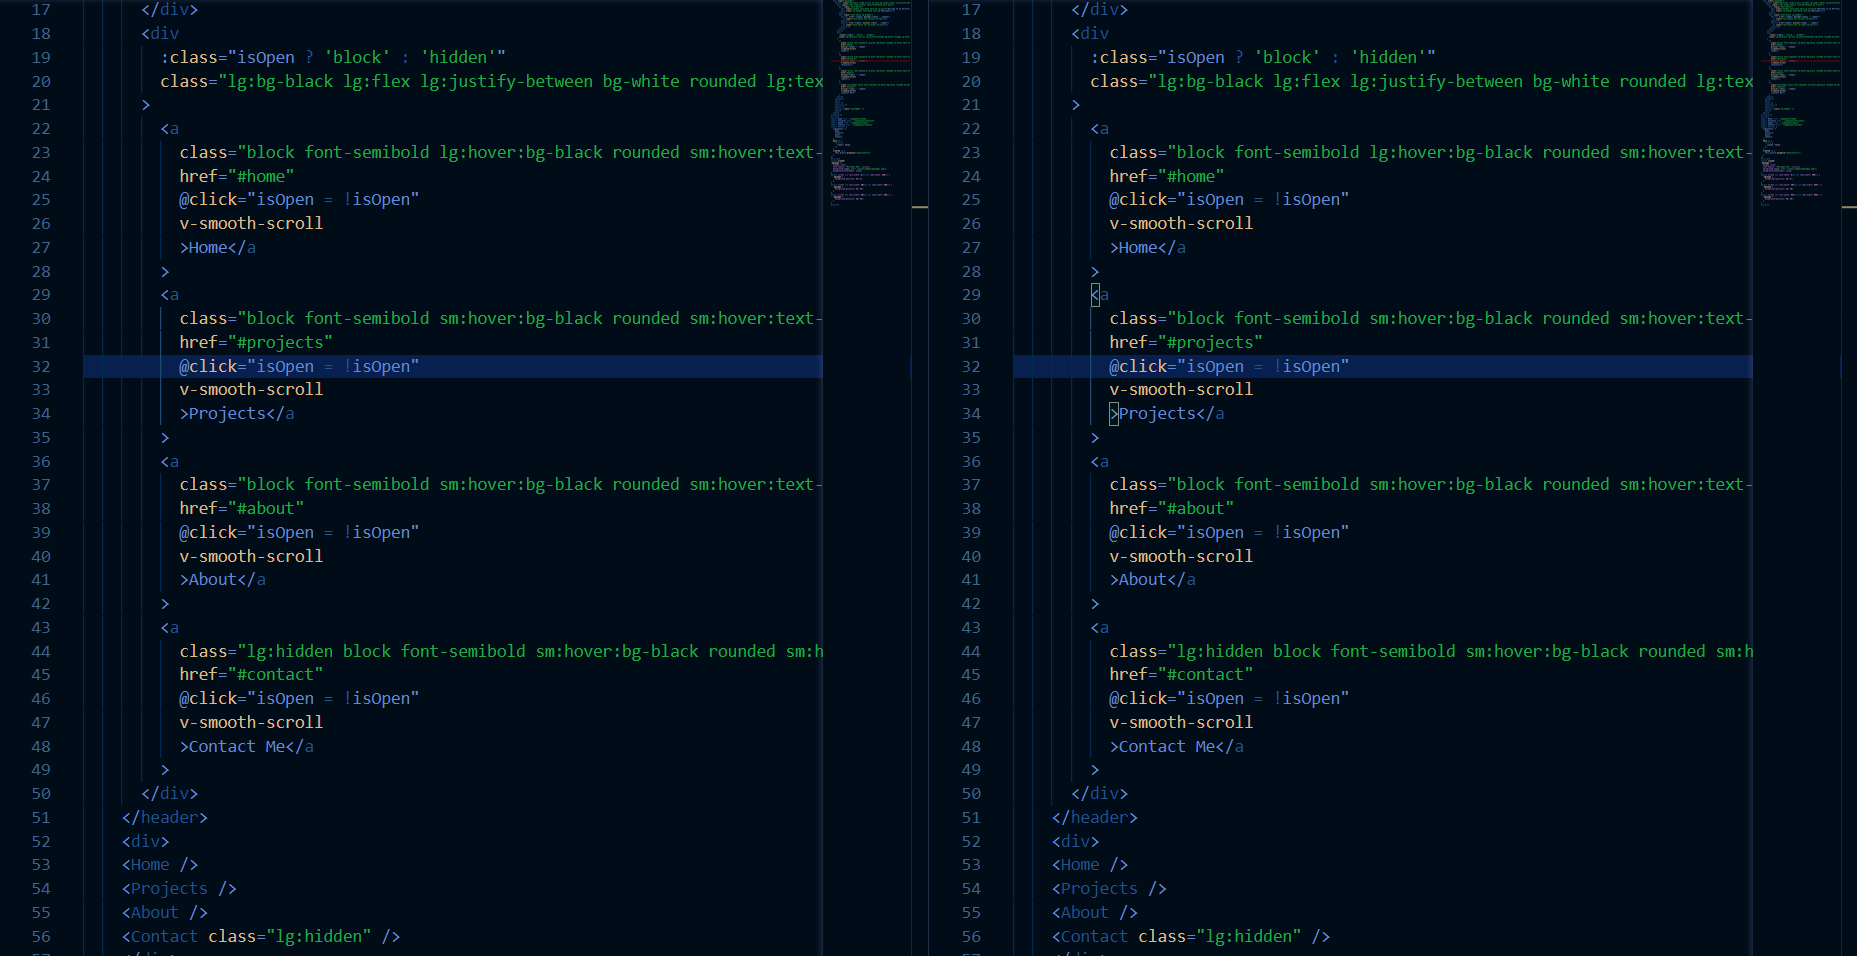 17 </div>
18 <div
19 :class="isOpen ? 'block' : 'hidden'"
20 class="lg:bg-black lg:flex lg:justify-between bg-white rounded lg:tex
21 >
22 <a
23 class="block font-semibold lg:hover:bg-black rounded sm:hover:text-
24 href="#home"
25 @click="isOpen = !isOpen"
26 v-smooth-scroll
27 >Home</a
28 >
29 <a
30 class="block font-semibold sm:hover:bg-black rounded sm:hover:text-
31 href="#projects"
32 @click="isOpen = !isOpen"
33 v-smooth-scroll
34 >Projects</a
35 >
36 <a
37 class="block font-semibold sm:hover:bg-black rounded sm:hover:text-
38 href="#about"
39 @click="isOpen = !isOpen"
40 v-smooth-scroll
41 >About</a
42 >
43 <a
44 class="lg:hidden block font-semibold sm:hover:bg-black rounded sm:h
45 href="#contact"
46 @click="isOpen = !isOpen"
47 v-smooth-scroll
48 >Contact Me</a
49 >
50 </div>
51 </header>
52 <div>
53 <Home />
54 <Projects />
55 <About />
56 <Contact class="lg:hidden" />
17 </div>
18 <div
19 :class="isOpen ? 'block' : 'hidden'"
20 class="lg:bg-black lg:flex lg:justify-between bg-white rounded lg:tex
21 >
22 <a
23 class="block font-semibold lg:hover:bg-black rounded sm:hover:text-
24 href="#home"
25 @click="isOpen = !isOpen"
26 v-smooth-scroll
27 >Home</a
28 >
29 <a
30 class="block font-semibold sm:hover:bg-black rounded sm:hover:text-
31 href="#projects"
32 @click="isOpen = !isOpen"
33 v-smooth-scroll
34 >Projects</a
35 >
36 <a
37 class="block font-semibold sm:hover:bg-black rounded sm:hover:text-
38 href="#about"
39 @click="isOpen = !isOpen"
40 v-smooth-scroll
41 >About</a
42 >
43 <a
44 class="lg:hidden block font-semibold sm:hover:bg-black rounded sm:h
45 href="#contact"
46 @click="isOpen = !isOpen"
47 v-smooth-scroll
48 >Contact Me</a
49 >
50 </div>
51 </header>
52 <div>
53 <Home />
54 <Projects />
55 <About />
56 <Contact class="lg:hidden" />